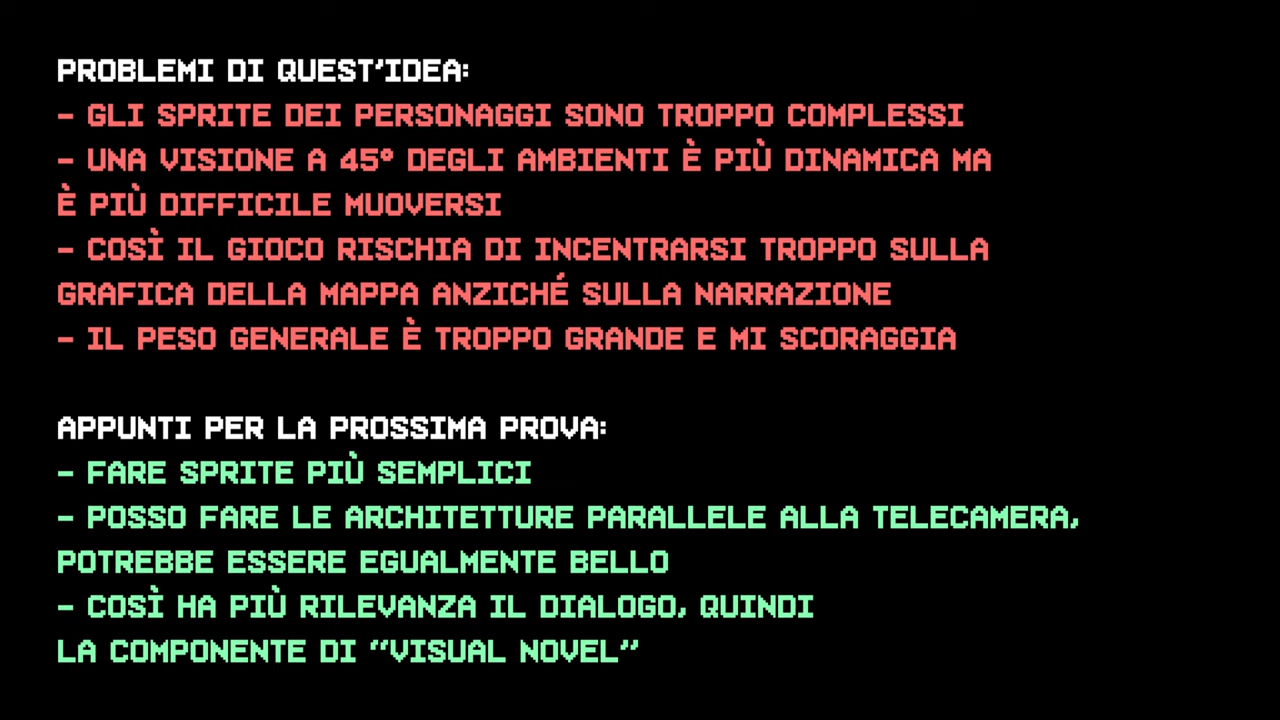 PROBLEMI DI QUEST'IDEA:
- GLI SPRITE DEI PERSONAGGI SONO TROPPO COMPLESSI
- UNA VISIONE A 45° DEGLI AMBIENTI È PIÙ DINAMICA MA
È PIÙ DIFFICILE MUOVERSI
- COSÌ IL GIOCO RISCHIA DI INCENTRARSI TROPPO SULLA
GRAFICA DELLA MAPPA ANZICHÉ SULLA NARRAZIONE
- IL PESO GENERALE È TROPPO GRANDE E MI SCORAGGIA
APPUNTI PER LA PROSSIMA PROVA:
- FARE SPRITE PIÙ SEMPLICI
- POSSO FARE LE ARCHITETTURE PARALLELE ALLA TELECAMERA,
POTREBBE ESSERE EGUALMENTE BELLO
- COSÌ HA PIÙ RILEVANZA IL DIALOGO, QUINDI
LA COMPONENTE DI "VISUAL NOVEL"